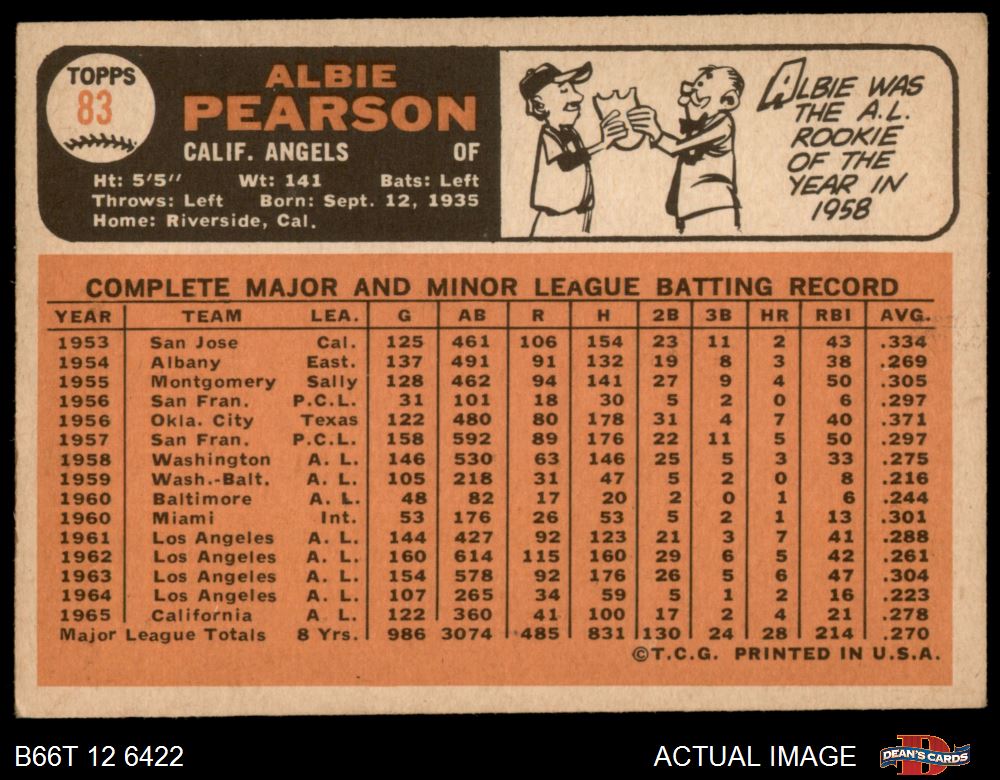 TOPPS
83
ALBIE
PEARSON
CALIF. ANGELS OF
Ht: 5'5" Wt: 141 Bats: Left
Throws: Left Born: Sept. 12, 1935
Home: Riverside, Cal.
ALBIE WAS
THE A.L.
ROOKIE
OF THE
YEAR IN
1958
COMPLETE MAJOR AND MINOR LEAGUE BATTING RECORD
YEAR TEAM LEA. G AB R H 2B 3B HR RBI AVG.
1953 San Jose Cal. 125 461 106 154 23 11 2 43 .334
1954 Albany East. 137 491 91 132 19 8 3 38 .269
1955 Montgomery Sally 128 462 94 141 27 9 4 50 .305
1956 San Fran. P.C.L. 31 101 18 30 5 2 0 6 .297
1956 Okla. City Texas 122 480 80 178 31 4 7 40 .371
1957 San Fran. P.C.L. 158 592 89 176 22 11 5 50 .297
1958 Washington A. L. 146 530 63 146 25 5 3 33 .275
1959 Wash.-Balt. A. L. 105 218 31 47 5 2 0 8 .216
1960 Baltimore A. L. 48 82 17 20 2 0 1 6 .244
1960 Miami Int. 53 176 26 53 5 2 1 13 .301
1961 Los Angeles A. L. 144 427 92 123 21 3 7 41 .288
1962 Los Angeles A. L. 160 614 115 160 29 6 5 42 .261
1963 Los Angeles A. L. 154 578 92 176 26 5 6 47 .304
1964 Los Angeles A. L. 107 265 34 59 5 1 2 16 .223
1965 California A. L. 122 360 41 100 17 2 4 21 .278
Major League Totals 8 Yrs. 986 3074 485 831 130 24 28 214 .270
©T.C.G. PRINTED IN U.S.A.
B66T 12 6422 ACTUAL IMAGE DEAN'S CARDS